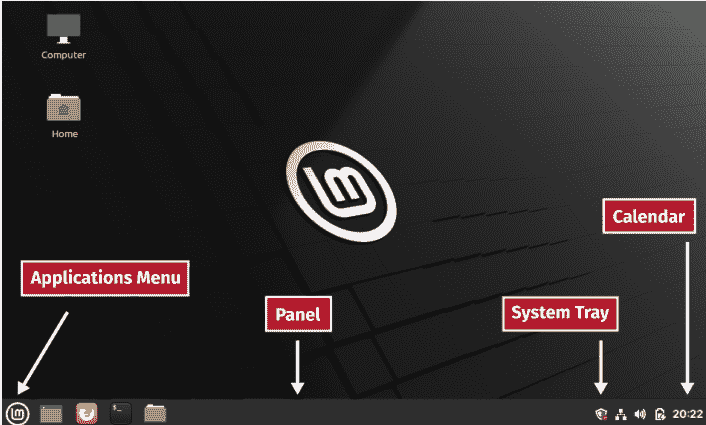 Computer
Home
Calendar
Applications Menu
Panel
System Tray
20:22